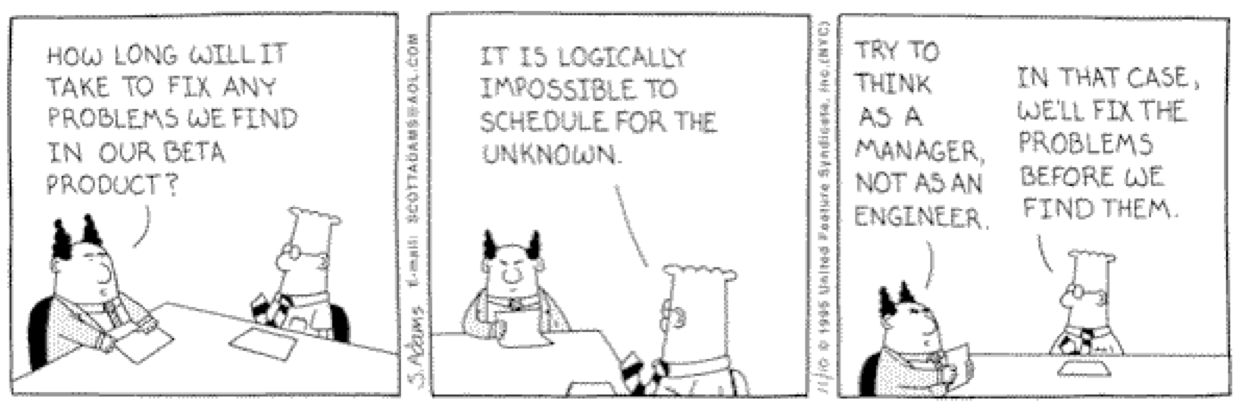 HOW LONG WILL IT
TAKE TO FIX ANY
PROBLEMS WE FIND
IN OUR BETA
PRODUCT?
S.Adams E-mail: SCOTTADAMS@AOL.COM
IT IS LOGICALLY
IMPOSSIBLE TO
SCHEDULE FOR THE
UNKNOWN.
1/10 © 1995 United Feature Syndicate, Inc.(NYC)
TRY TO
THINK
AS A
MANAGER,
NOT AS AN
ENGINEER.
IN THAT CASE,
WE'LL FIX THE
PROBLEMS
BEFORE WE
FIND THEM.